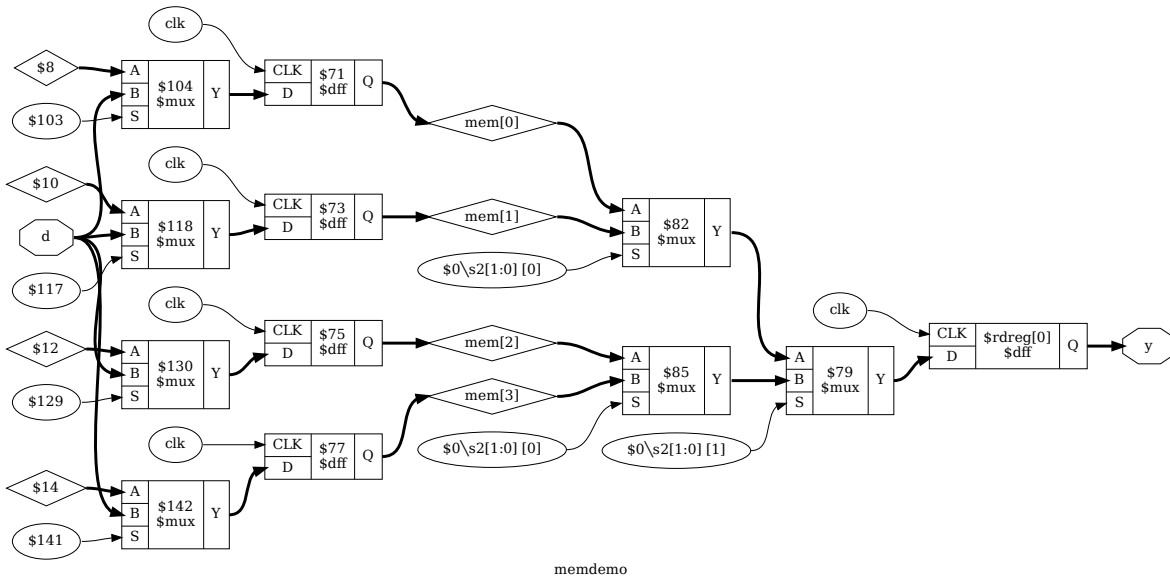 clk
$8
A
B
S
$104
$mux
Y
CLK
D
$71
$dff
Q
$103
mem[0]
clk
$10
A
B
S
$118
$mux
Y
CLK
D
$73
$dff
Q
mem[1]
A
B
S
$82
$mux
Y
d
$117
$0\s2[1:0] [0]
clk
$12
A
B
S
$130
$mux
Y
CLK
D
$75
$dff
Q
mem[2]
A
B
S
$85
$mux
Y
clk
CLK
D
$rdreg[0]
$dff
Q
y
A
B
S
$79
$mux
Y
$129
mem[3]
clk
CLK
D
$77
$dff
Q
$0\s2[1:0] [0]
$0\s2[1:0] [1]
$14
A
B
S
$142
$mux
Y
$141
memdemo